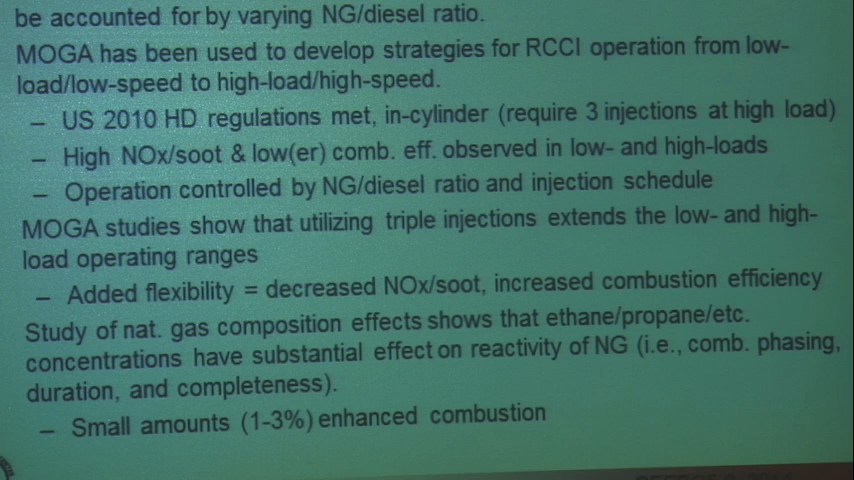 be accounted for by varying NG/diesel ratio.
MOGA has been used to develop strategies for RCCI operation from low-
load/low-speed to high-load/high-speed.
– US 2010 HD regulations met, in-cylinder (require 3 injections at high load)
– High NOx/soot & low(er) comb. eff. observed in low- and high-loads
– Operation controlled by NG/diesel ratio and injection schedule
MOGA studies show that utilizing triple injections extends the low- and high-
load operating ranges
– Added flexibility = decreased NOx/soot, increased combustion efficiency
Study of nat. gas composition effects shows that ethane/propane/etc.
concentrations have substantial effect on reactivity of NG (i.e., comb. phasing,
duration, and completeness).
– Small amounts (1-3%) enhanced combustion